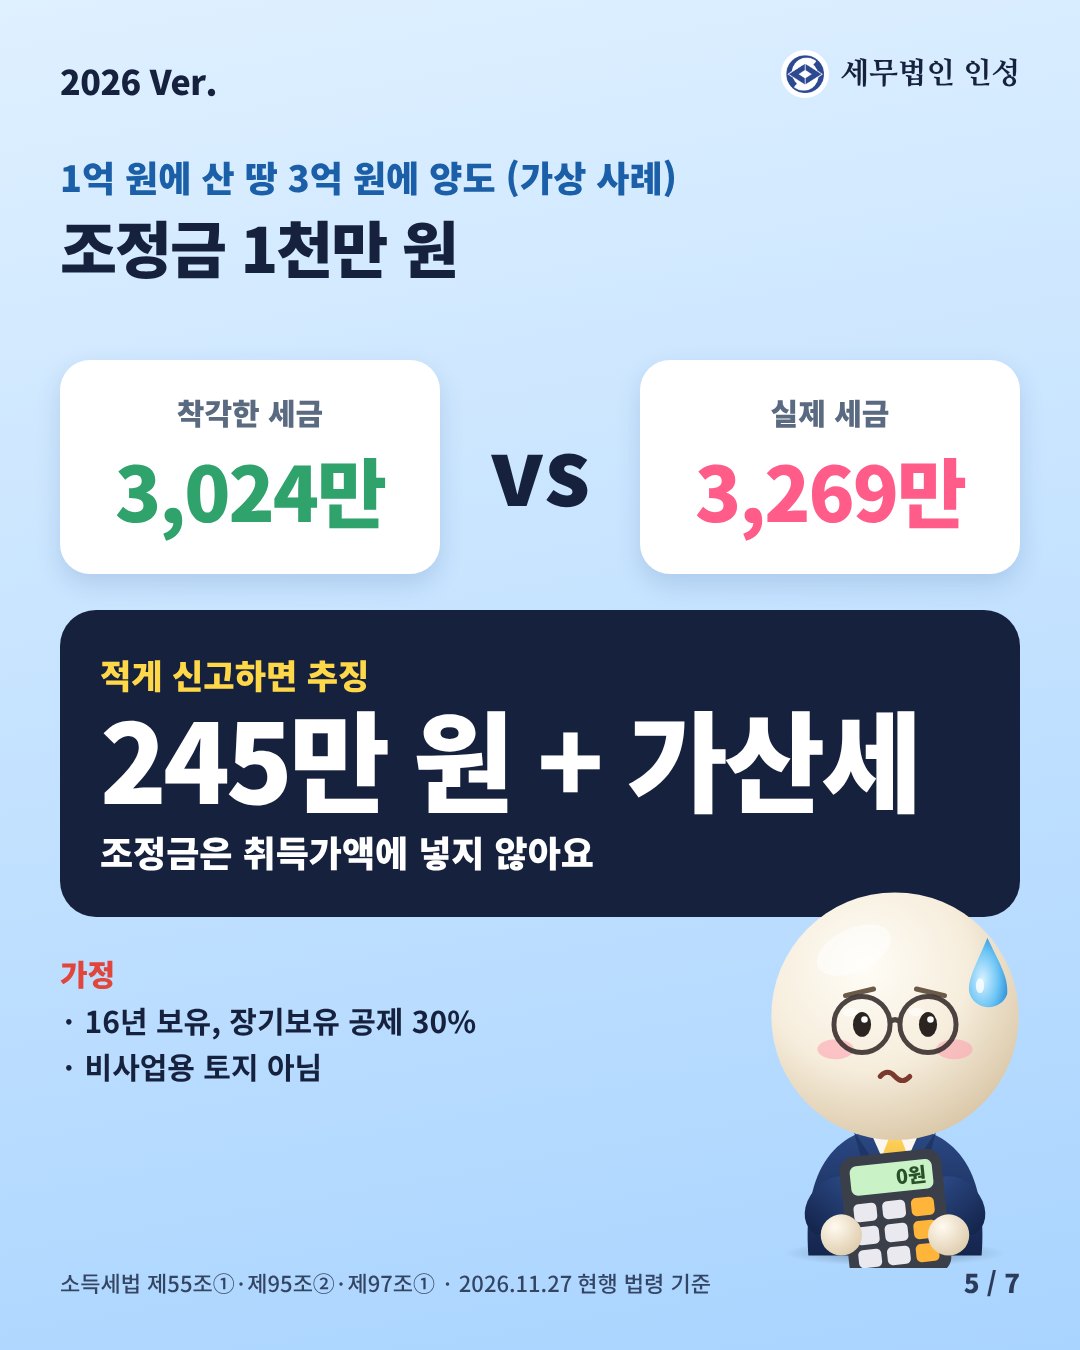 2026 Ver.
세무법인 인성
1억 원에 산 땅 3억 원에 양도 (가상 사례)
조정금 1천만 원
착각한 세금
3,024만
VS
실제 세금
3,269만
적게 신고하면 추징
245만 원 + 가산세
조정금은 취득가액에 넣지 않아요
가정
· 16년 보유, 장기보유 공제 30%
· 비사업용 토지 아님
0원
소득세법 제55조①·제95조②·제97조① · 2026.11.27 현행 법령 기준
5 / 7